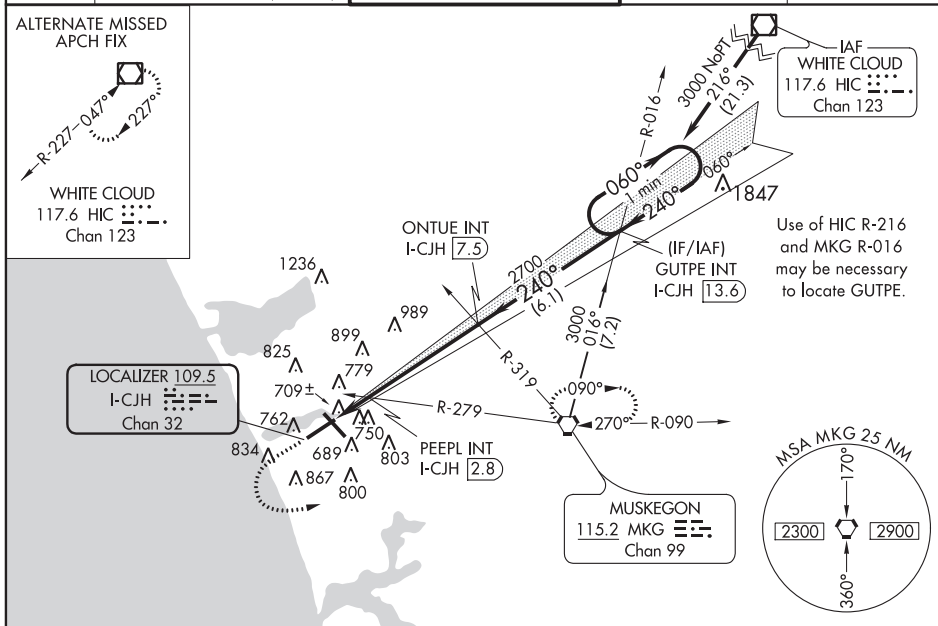 ALTERNATE MISSED
APCH FIX
R-227
047°
227°
WHITE CLOUD
117.6 HIC
Chan 123
IAF
WHITE CLOUD
117.6 HIC
Chan 123
3000 NoPT
216°
(21.3)
R-016
060°
1 min
240°
060°
1847
Use of HIC R-216
and MKG R-016
may be necessary
to locate GUTPE.
ONTUE INT
I-CJH 7.5
(IF/IAF)
GUTPE INT
I-CJH 13.6
2700
240°
(6.1)
3000
016°
(7.2)
1236
989
899
825
779
709±
762
750
689
803
834
867
800
LOCALIZER 109.5
I-CJH
Chan 32
R-319
R-279
090°
270°
R-090
PEEPL INT
I-CJH 2.8
MUSKEGON
115.2 MKG
Chan 99
MSA MKG 25 NM
170°
2300
2900
360°